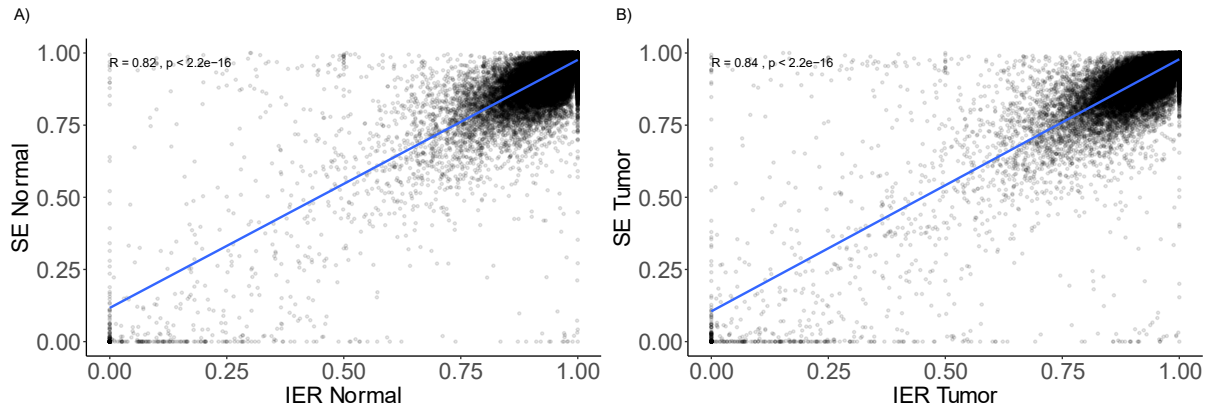 A)
R = 0.82 , p < 2.2e−16
1.00
0.75
0.50
0.25
0.00
SE Normal
0.00 0.25 0.50 0.75 1.00
IER Normal
B)
R = 0.84 , p < 2.2e−16
1.00
0.75
0.50
0.25
0.00
SE Tumor
0.00 0.25 0.50 0.75 1.00
IER Tumor